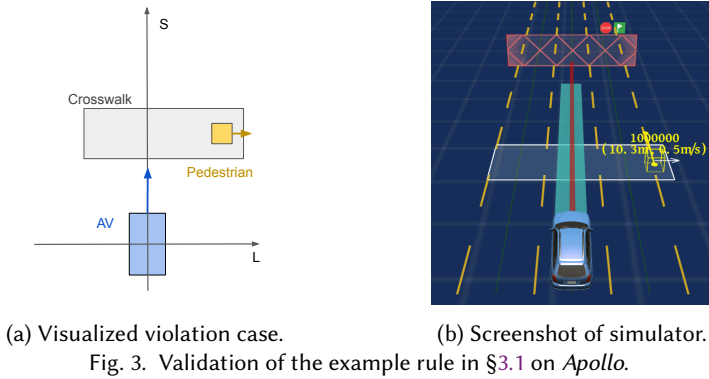 S
Crosswalk
Pedestrian
AV
L
STOP
1000000
(10.3m, 0.5m/s)
(a) Visualized violation case.
(b) Screenshot of simulator.
Fig. 3. Validation of the example rule in §3.1 on Apollo.